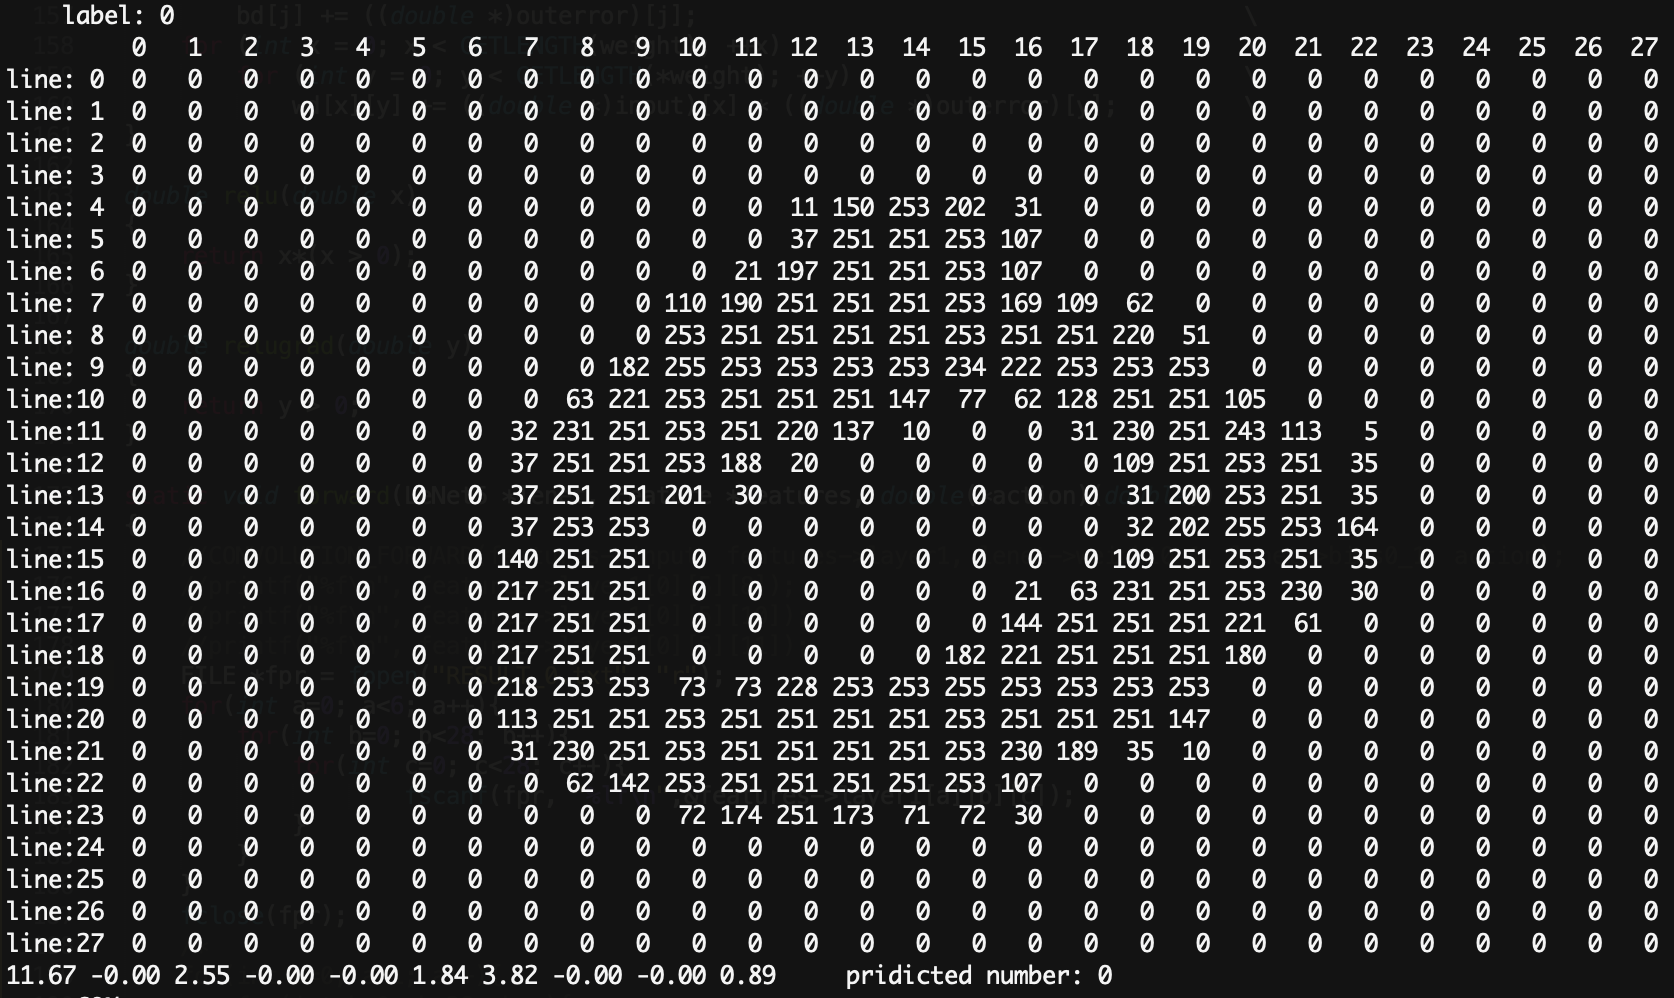 label: 0
0 1 2 3 4 5 6 7 8 9 10 11 12 13 14 15 16 17 18 19 20 21 22 23 24 25 26 27
line: 0 0 0 0 0 0 0 0 0 0 0 0 0 0 0 0 0 0 0 0 0 0 0 0 0 0 0 0 0
line: 1 0 0 0 0 0 0 0 0 0 0 0 0 0 0 0 0 0 0 0 0 0 0 0 0 0 0 0 0
line: 2 0 0 0 0 0 0 0 0 0 0 0 0 0 0 0 0 0 0 0 0 0 0 0 0 0 0 0 0
line: 3 0 0 0 0 0 0 0 0 0 0 0 0 0 0 0 0 0 0 0 0 0 0 0 0 0 0 0 0
line: 4 0 0 0 0 0 0 0 0 0 0 0 0 11 150 253 202 31 0 0 0 0 0 0 0 0 0 0 0
line: 5 0 0 0 0 0 0 0 0 0 0 0 0 37 251 251 253 107 0 0 0 0 0 0 0 0 0 0 0
line: 6 0 0 0 0 0 0 0 0 0 0 0 21 197 251 251 253 107 0 0 0 0 0 0 0 0 0 0 0
line: 7 0 0 0 0 0 0 0 0 0 0 110 190 251 251 251 253 169 109 62 0 0 0 0 0 0 0 0 0
line: 8 0 0 0 0 0 0 0 0 0 0 253 251 251 251 251 253 251 251 220 51 0 0 0 0 0 0 0 0
line: 9 0 0 0 0 0 0 0 0 0 182 255 253 253 253 253 234 222 253 253 253 0 0 0 0 0 0 0 0
line:10 0 0 0 0 0 0 0 0 63 221 253 251 251 251 147 77 62 128 251 251 105 0 0 0 0 0 0 0
line:11 0 0 0 0 0 0 0 32 231 251 253 251 220 137 10 0 0 31 230 251 243 113 5 0 0 0 0 0
line:12 0 0 0 0 0 0 0 37 251 251 253 188 20 0 0 0 0 0 109 251 253 251 35 0 0 0 0 0
line:13 0 0 0 0 0 0 0 37 251 251 201 30 0 0 0 0 0 0 31 200 253 251 35 0 0 0 0 0
line:14 0 0 0 0 0 0 0 37 253 253 0 0 0 0 0 0 0 0 32 202 255 253 164 0 0 0 0 0
line:15 0 0 0 0 0 0 0 140 251 251 0 0 0 0 0 0 0 0 109 251 253 251 35 0 0 0 0 0
line:16 0 0 0 0 0 0 0 217 251 251 0 0 0 0 0 0 21 63 231 251 253 230 30 0 0 0 0 0
line:17 0 0 0 0 0 0 0 217 251 251 0 0 0 0 0 0 144 251 251 251 221 61 0 0 0 0 0 0
line:18 0 0 0 0 0 0 0 217 251 251 0 0 0 0 0 182 221 251 251 251 180 0 0 0 0 0 0 0
line:19 0 0 0 0 0 0 0 218 253 253 73 73 228 253 253 255 253 253 253 253 0 0 0 0 0 0 0 0
line:20 0 0 0 0 0 0 0 113 251 251 253 251 251 251 251 253 251 251 251 147 0 0 0 0 0 0 0 0
line:21 0 0 0 0 0 0 0 31 230 251 253 251 251 251 251 253 230 189 35 10 0 0 0 0 0 0 0 0
line:22 0 0 0 0 0 0 0 0 62 142 253 251 251 251 251 253 107 0 0 0 0 0 0 0 0 0 0 0
line:23 0 0 0 0 0 0 0 0 0 0 72 174 251 173 71 72 30 0 0 0 0 0 0 0 0 0 0 0
line:24 0 0 0 0 0 0 0 0 0 0 0 0 0 0 0 0 0 0 0 0 0 0 0 0 0 0 0 0
line:25 0 0 0 0 0 0 0 0 0 0 0 0 0 0 0 0 0 0 0 0 0 0 0 0 0 0 0 0
line:26 0 0 0 0 0 0 0 0 0 0 0 0 0 0 0 0 0 0 0 0 0 0 0 0 0 0 0 0
line:27 0 0 0 0 0 0 0 0 0 0 0 0 0 0 0 0 0 0 0 0 0 0 0 0 0 0 0 0
11.67 -0.00 2.55 -0.00 -0.00 1.84 3.82 -0.00 -0.00 0.89 pridicted number: 0